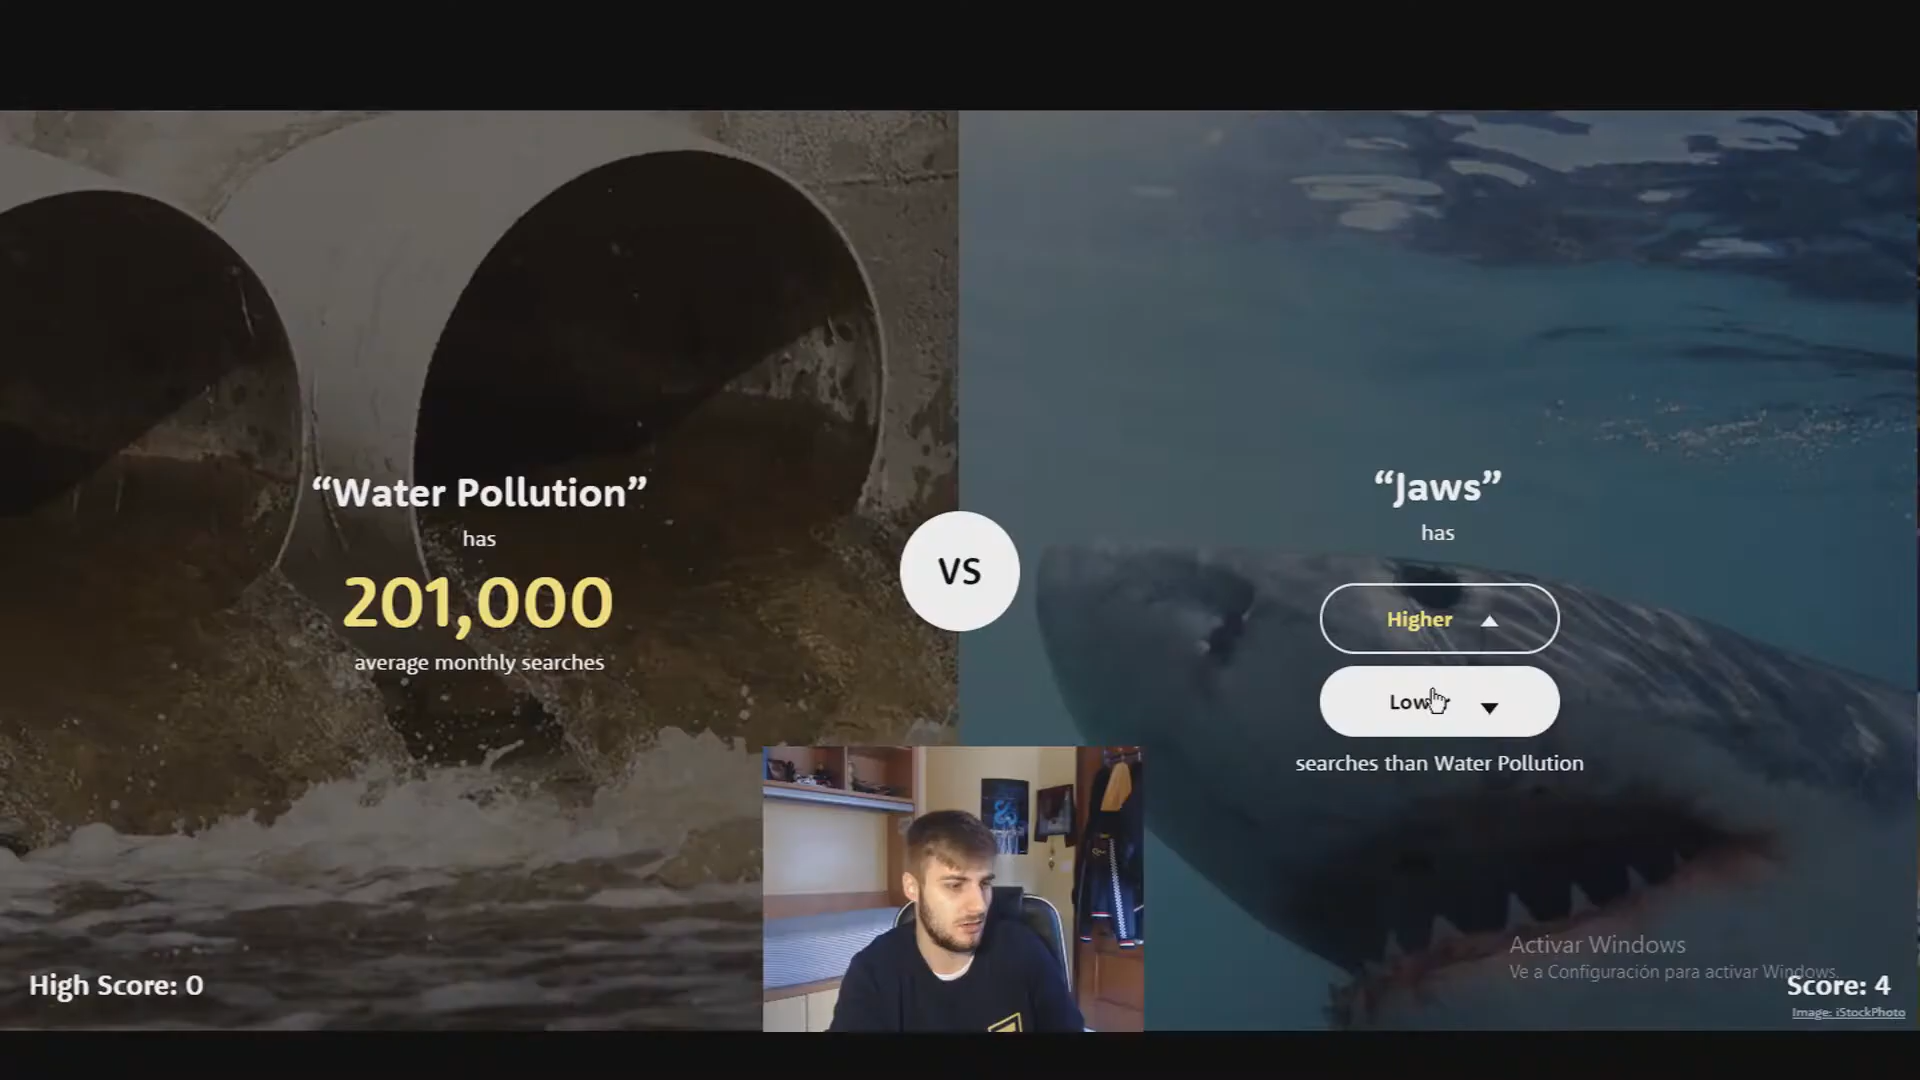 “Water Pollution”
has
201,000
average monthly searches
VS
“Jaws”
has
Higher
searches than Water Pollution
High Score: 0
Activar Windows
Ve a Configuración para activar Windows.
Score: 4
Image: iStockPhoto